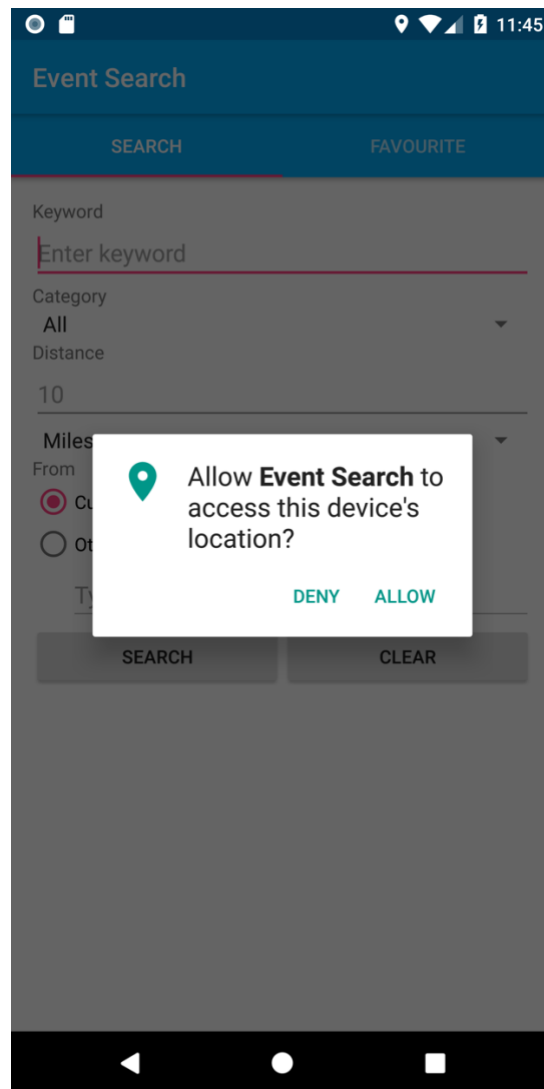 11:45
Event Search
SEARCH FAVOURITE
Keyword
Enter keyword
Category
All
Distance
10
Miles
From
Allow Event Search to
access this device's
location?
DENY ALLOW
SEARCH CLEAR